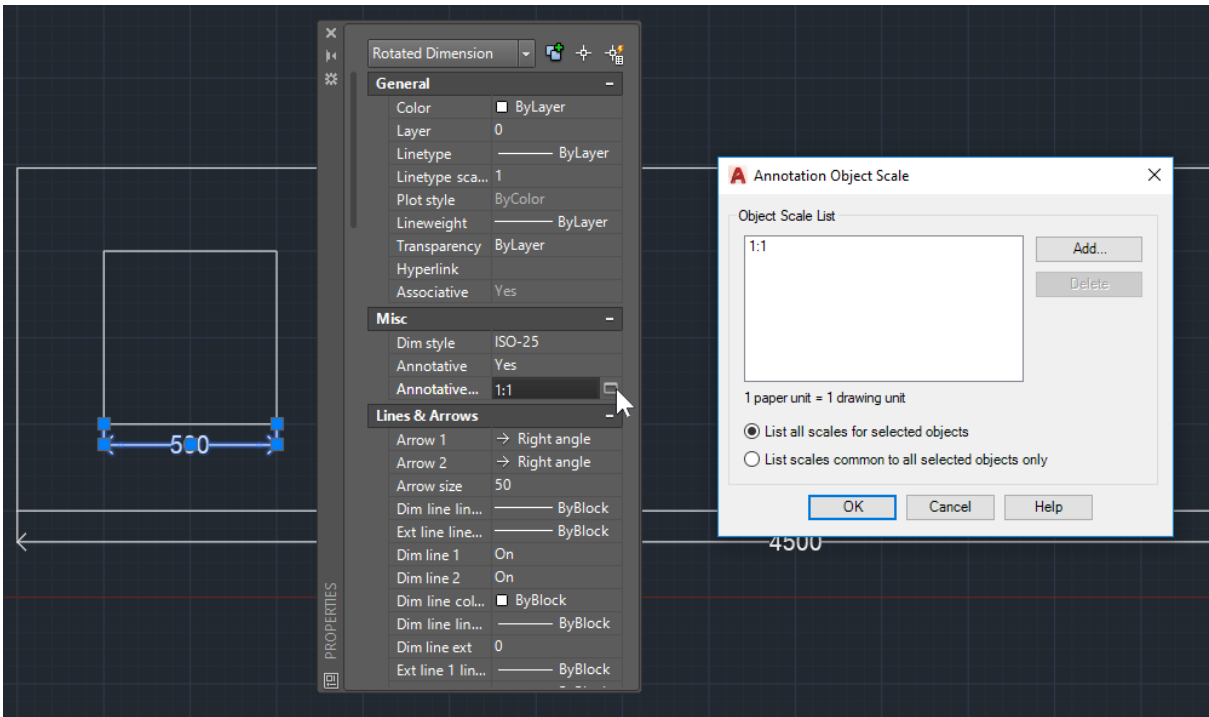 Rotated Dimension
General –
Color ByLayer
Layer 0
Linetype ByLayer
Linetype sca... 1
Plot style ByColor
Lineweight ByLayer
Transparency ByLayer
Hyperlink
Associative Yes
Misc –
Dim style ISO-25
Annotative Yes
Annotative... 1:1
Lines & Arrows –
Arrow 1 Right angle
Arrow 2 Right angle
Arrow size 50
Dim line lin... ByBlock
Ext line line... ByBlock
Dim line 1 On
Dim line 2 On
Dim line col... ByBlock
Dim line lin... ByBlock
Dim line ext 0
Ext line 1 lin... ByBlock
PROPERTIES
500
Annotation Object Scale
Object Scale List
1:1
Add...
Delete
1 paper unit = 1 drawing unit
List all scales for selected objects
List scales common to all selected objects only
OK Cancel Help
4500